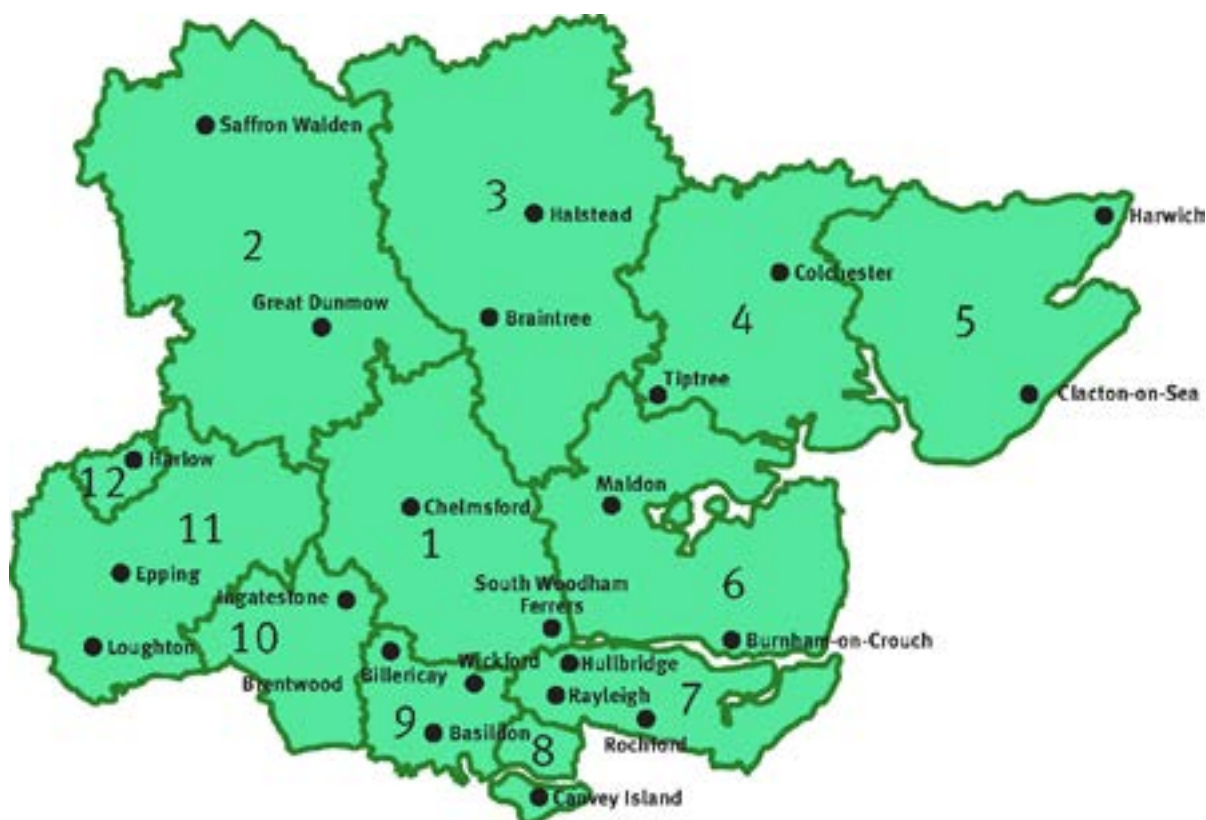 Saffron Walden
3
Halstead
Harwich
2
Colchester
Great Dunmow
Braintree
4
5
Tiptree
Clacton-on-Sea
Harlow
12
Maldon
Chelmsford
11
1
Epping
South Woodham
Ferrers
6
Ingatestone
10
Loughton
Burnham-on-Crouch
Billericay
Wickford
Hullbridge
Brentwood
Rayleigh
7
9
Basildon
Rochford
8
Canvey Island